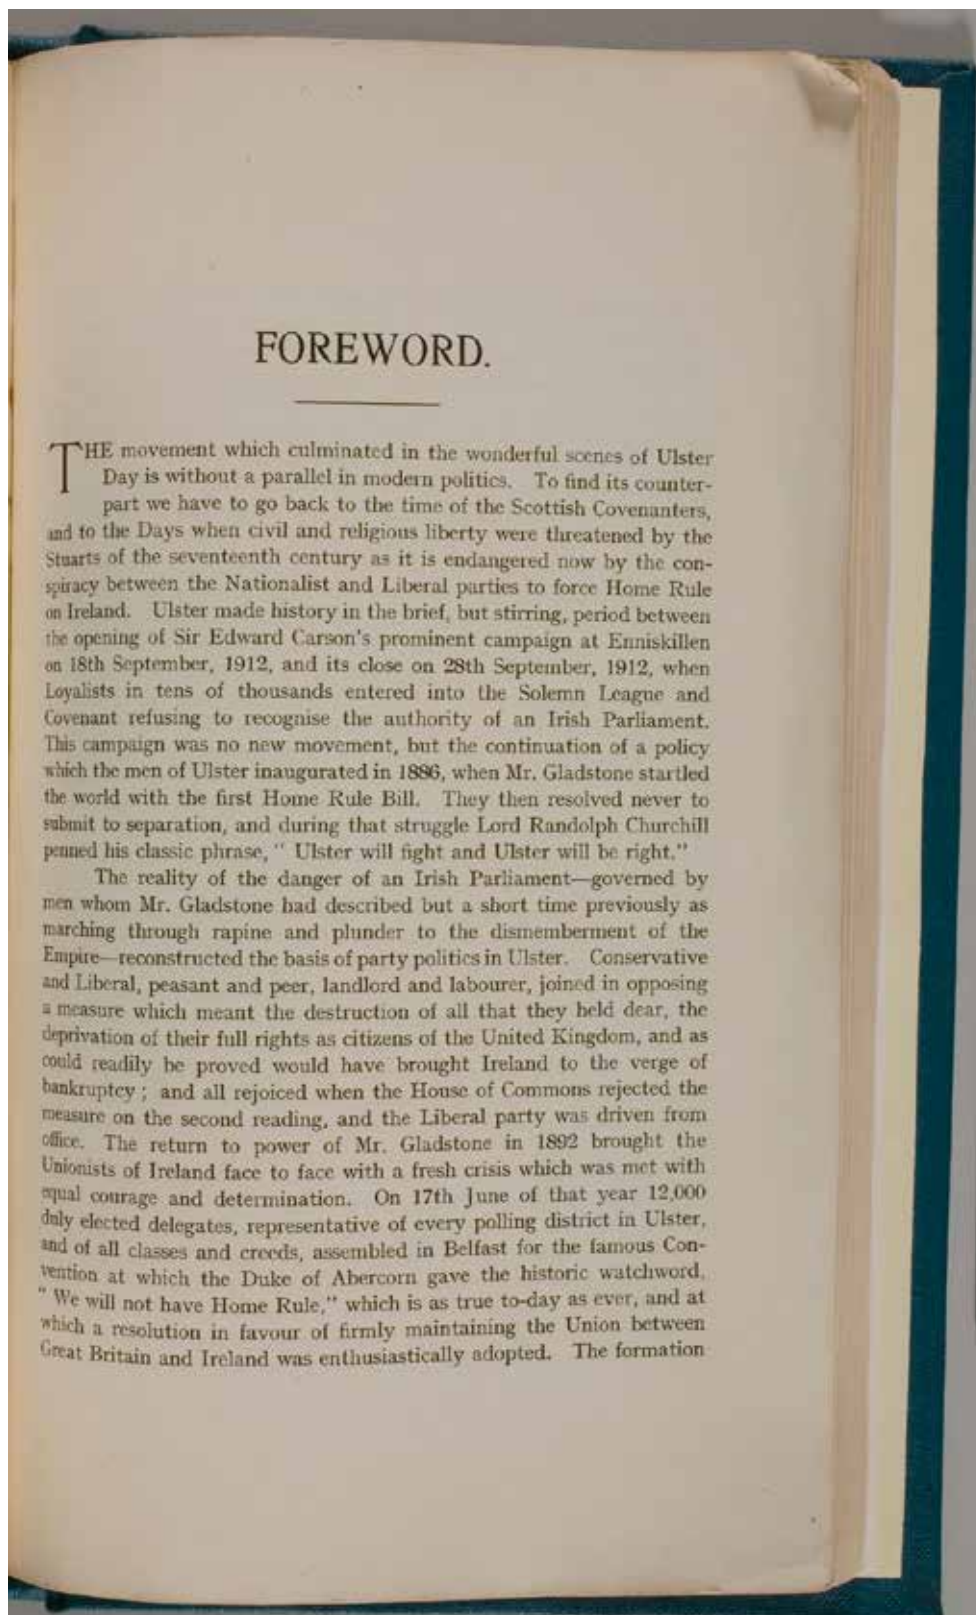 FOREWORD.
THE movement which culminated in the wonderful scenes of Ulster
Day is without a parallel in modern politics. To find its counter-
part we have to go back to the time of the Scottish Covenanters,
and to the Days when civil and religious liberty were threatened by the
Stuarts of the seventeenth century as it is endangered now by the con-
spiracy between the Nationalist and Liberal parties to force Home Rule
on Ireland. Ulster made history in the brief, but stirring, period between
the opening of Sir Edward Carson's prominent campaign at Enniskillen
on 18th September, 1912, and its close on 28th September, 1912, when
Loyalists in tens of thousands entered into the Solemn League and
Covenant refusing to recognise the authority of an Irish Parliament.
This campaign was no new movement, but the continuation of a policy
which the men of Ulster inaugurated in 1886, when Mr. Gladstone startled
the world with the first Home Rule Bill. They then resolved never to
submit to separation, and during that struggle Lord Randolph Churchill
penned his classic phrase, " Ulster will fight and Ulster will be right."
The reality of the danger of an Irish Parliament—governed by
men whom Mr. Gladstone had described but a short time previously as
marching through rapine and plunder to the dismemberment of the
Empire—reconstructed the basis of party politics in Ulster. Conservative
and Liberal, peasant and peer, landlord and labourer, joined in opposing
a measure which meant the destruction of all that they held dear, the
deprivation of their full rights as citizens of the United Kingdom, and as
could readily be proved would have brought Ireland to the verge of
bankruptcy ; and all rejoiced when the House of Commons rejected the
measure on the second reading, and the Liberal party was driven from
office. The return to power of Mr. Gladstone in 1892 brought the
Unionists of Ireland face to face with a fresh crisis which was met with
equal courage and determination. On 17th June of that year 12,000
duly elected delegates, representative of every polling district in Ulster,
and of all classes and creeds, assembled in Belfast for the famous Con-
vention at which the Duke of Abercorn gave the historic watchword,
" We will not have Home Rule," which is as true to-day as ever, and at
which a resolution in favour of firmly maintaining the Union between
Great Britain and Ireland was enthusiastically adopted. The formation